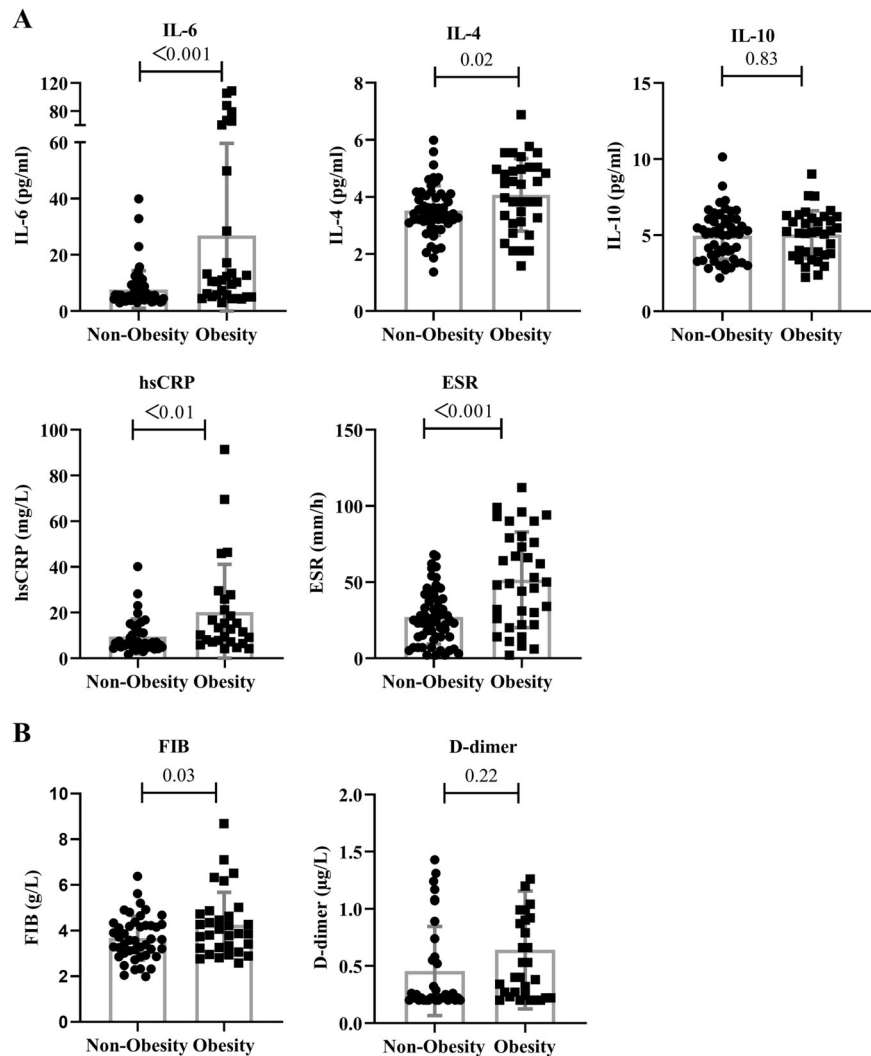 A
IL-6
<0.001
120
80
60
40
20
0
IL-6 (pg/ml)
Non-Obesity Obesity
IL-4
0.02
8
6
4
2
0
IL-4 (pg/ml)
Non-Obesity Obesity
IL-10
0.83
15
10
5
0
IL-10 (pg/ml)
Non-Obesity Obesity
hsCRP
<0.01
100
80
60
40
20
0
hsCRP (mg/L)
Non-Obesity Obesity
ESR
<0.001
150
100
50
0
ESR (mm/h)
Non-Obesity Obesity
B
FIB
0.03
10
8
6
4
2
0
FIB (g/L)
Non-Obesity Obesity
D-dimer
0.22
2.0
1.5
1.0
0.5
0.0
D-dimer (μg/L)
Non-Obesity Obesity